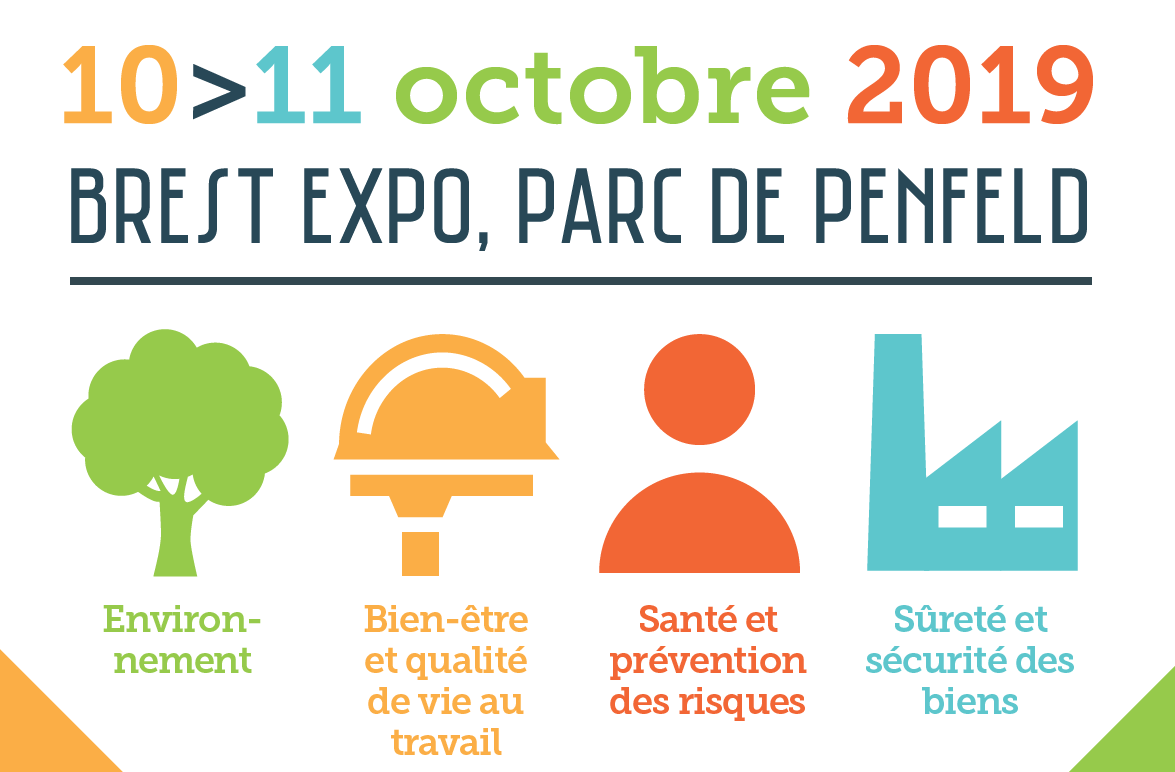 10>11 octobre 2019
BREST EXPO, PARC DE PENFELD
Environ-
nement
Bien-être
et qualité
de vie au
travail
Santé et
prévention
des risques
Sûreté et
sécurité des
biens